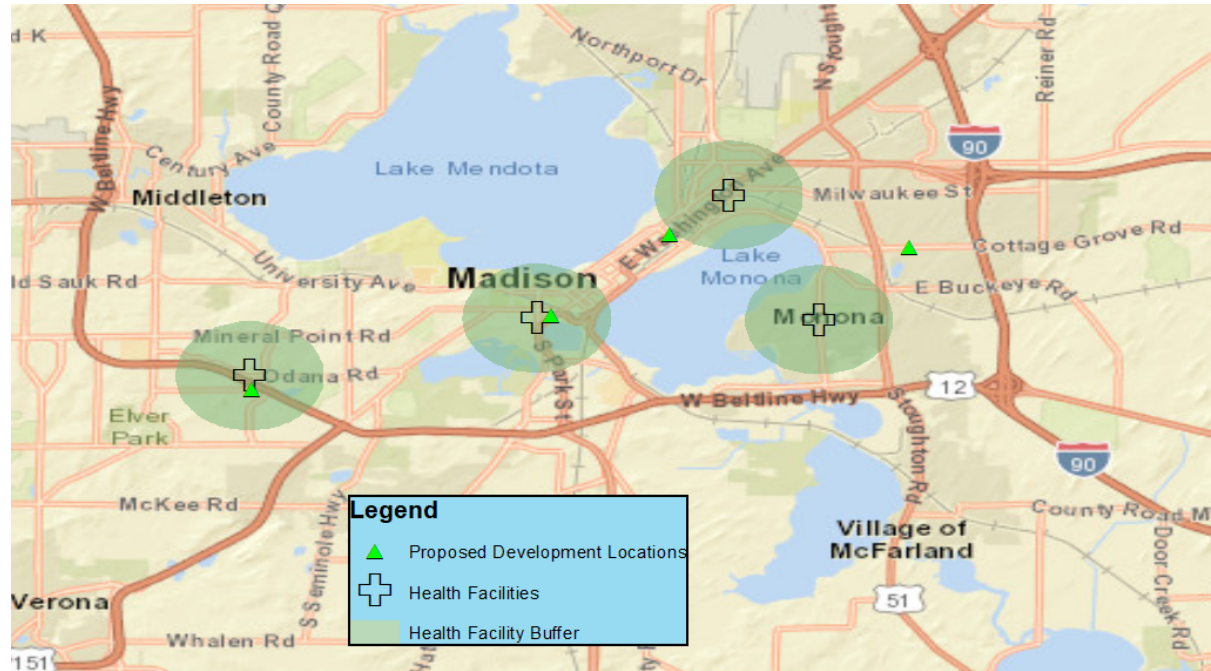 d K
County Road Q
Northport Dr
N Stough
Reiner Rd
W Beltline Hwy
Century Ave
Lake Mendota
90
Middleton
E Washington Ave
Milwaukee St
Cottage Grove Rd
University Ave
Lake
Monona
ld Sauk Rd
Madison
E Buckeye Rd
Mineral Point Rd
Monona
Odana Rd
S Park St
12
Elver
Park
W Beltline Hwy
Stoughton Rd
90
McKee Rd
S Seminole Hwy
County Road M
Village of
McFarland
Door Creek Rd
Verona
51
Whalen Rd
151
Legend
Proposed Development Locations
Health Facilities
Health Facility Buffer